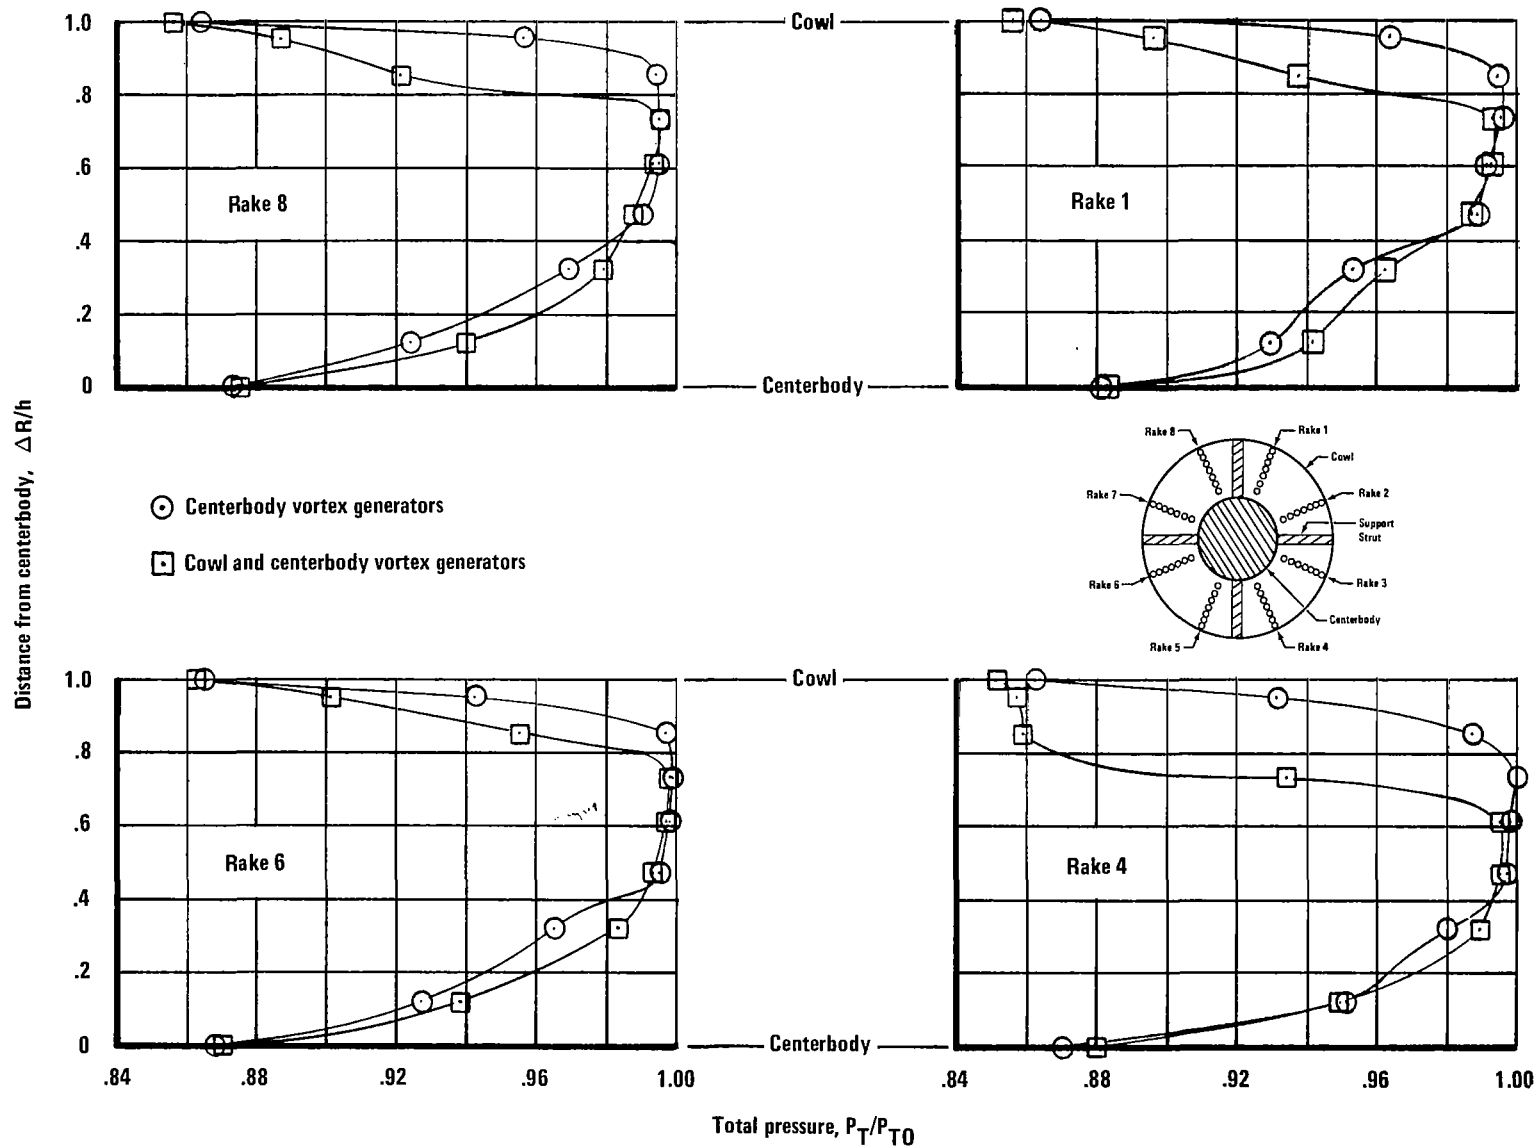 1.0
.8
.6
.4
.2
0
Rake 8
Cowl
Centerbody
Rake 1
Distance from centerbody, ΔR/h
Centerbody vortex generators
Cowl and centerbody vortex generators
Rake 8
Rake 1
Cowl
Rake 7
Rake 2
Support
Strut
Rake 6
Rake 3
Centerbody
Rake 5
Rake 4
1.0
.8
.6
.4
.2
0
Rake 6
Cowl
Centerbody
Rake 4
.84 .88 .92 .96 1.00
.84 .88 .92 .96 1.00
Total pressure, P_T/P_TO